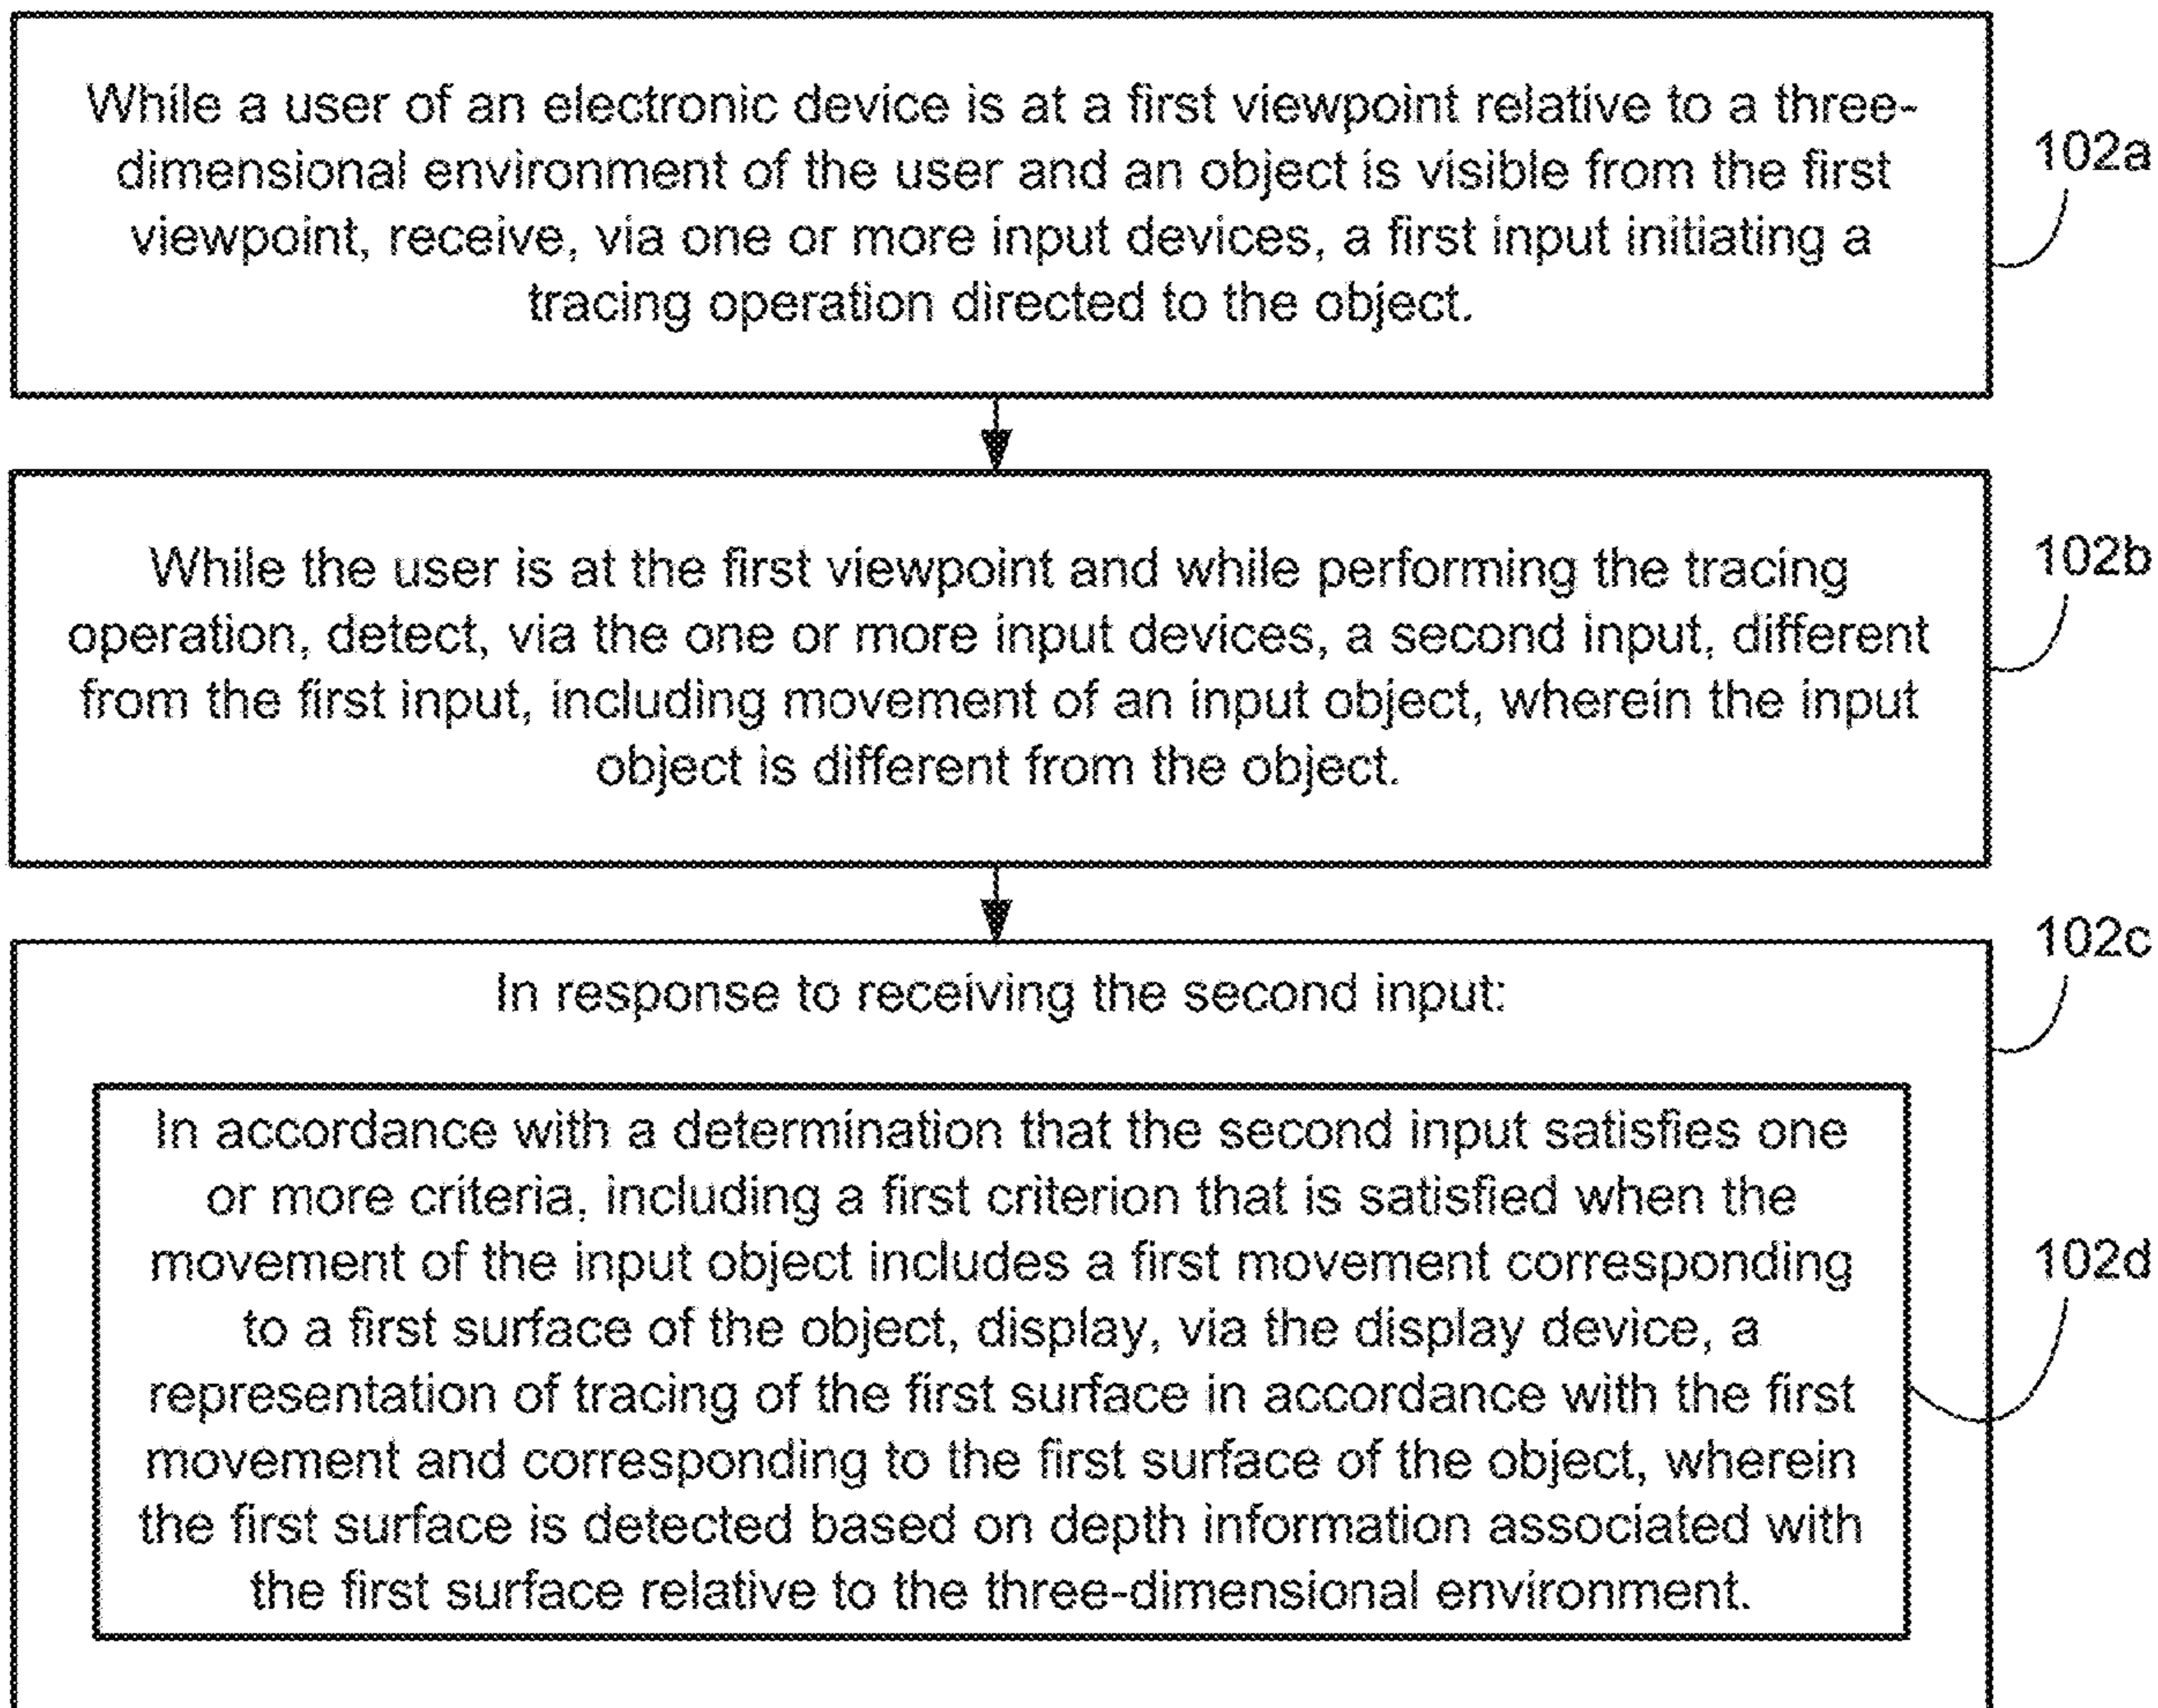 While a user of an electronic device is at a first viewpoint relative to a three-
dimensional environment of the user and an object is visible from the first
viewpoint, receive, via one or more input devices, a first input initiating a
tracing operation directed to the object.
102a
While the user is at the first viewpoint and while performing the tracing
operation, detect, via the one or more input devices, a second input, different
from the first input, including movement of an input object, wherein the input
object is different from the object.
102b
In response to receiving the second input:
102c
In accordance with a determination that the second input satisfies one
or more criteria, including a first criterion that is satisfied when the
movement of the input object includes a first movement corresponding
to a first surface of the object, display, via the display device, a
representation of tracing of the first surface in accordance with the first
movement and corresponding to the first surface of the object, wherein
the first surface is detected based on depth information associated with
the first surface relative to the three-dimensional environment.
102d